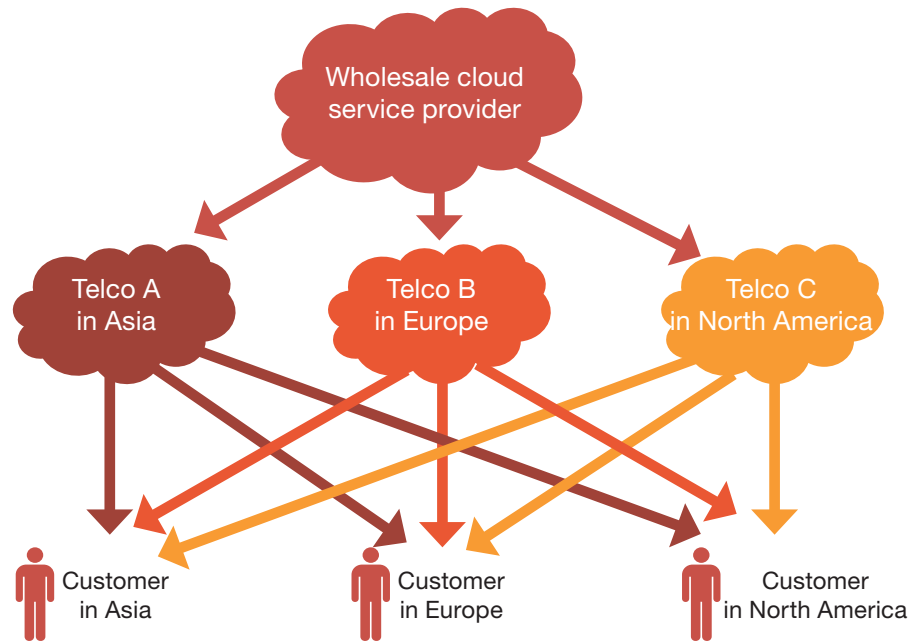 Wholesale cloud
service provider
Telco A
in Asia
Telco B
in Europe
Telco C
in North America
Customer
in Asia
Customer
in Europe
Customer
in North America